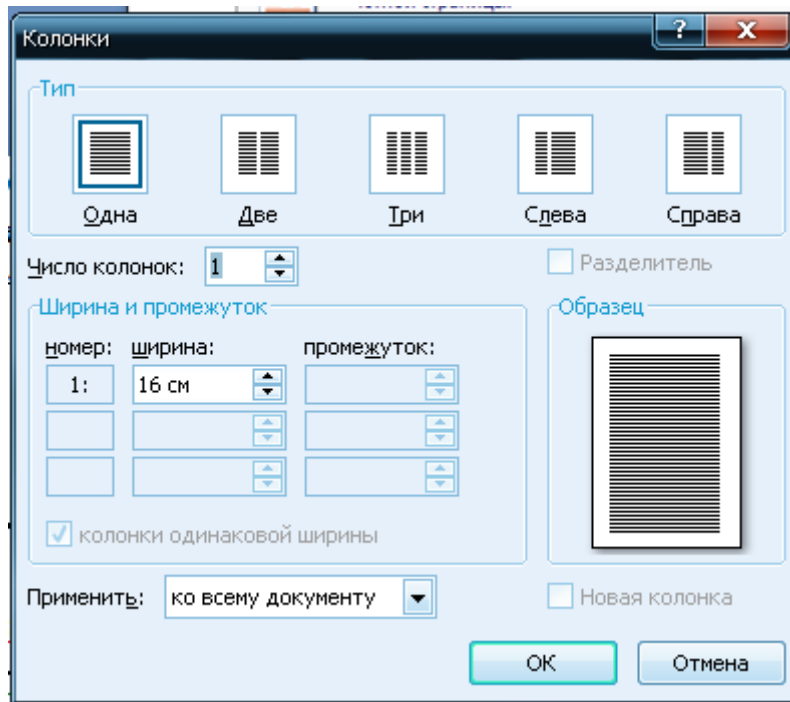 Колонки
?
X
Тип
Одна
Две
Три
Слева
Справа
Число колонок: 1
Разделитель
Ширина и промежуток
Образец
номер: ширина: промежуток:
1: 16 см
колонки одинаковой ширины
Применить: ко всему документу
Новая колонка
ОК
Отмена